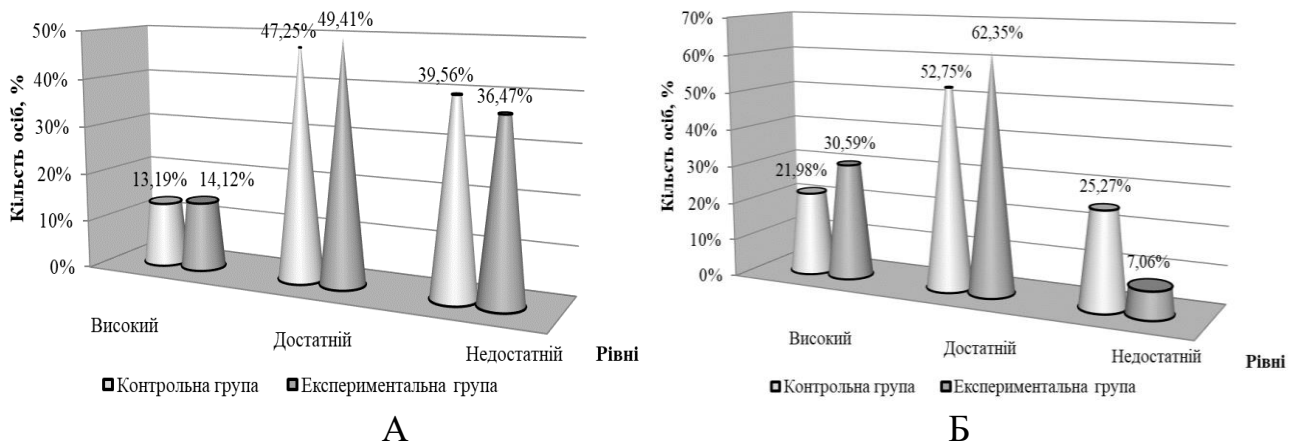 50%
40%
30%
20%
10%
0%
Кільсть осіб, %
47,25%
49,41%
39,56%
36,47%
13,19%
14,12%
Високий
Достатній
Недостатній
Рівні
Контрольна група
Експериментальна група
А
70%
60%
50%
40%
30%
20%
10%
0%
Кільсть осіб, %
62,35%
52,75%
30,59%
21,98%
25,27%
7,06%
Високий
Достатній
Недостатній
Рівні
Контрольна група
Експериментальна група
Б